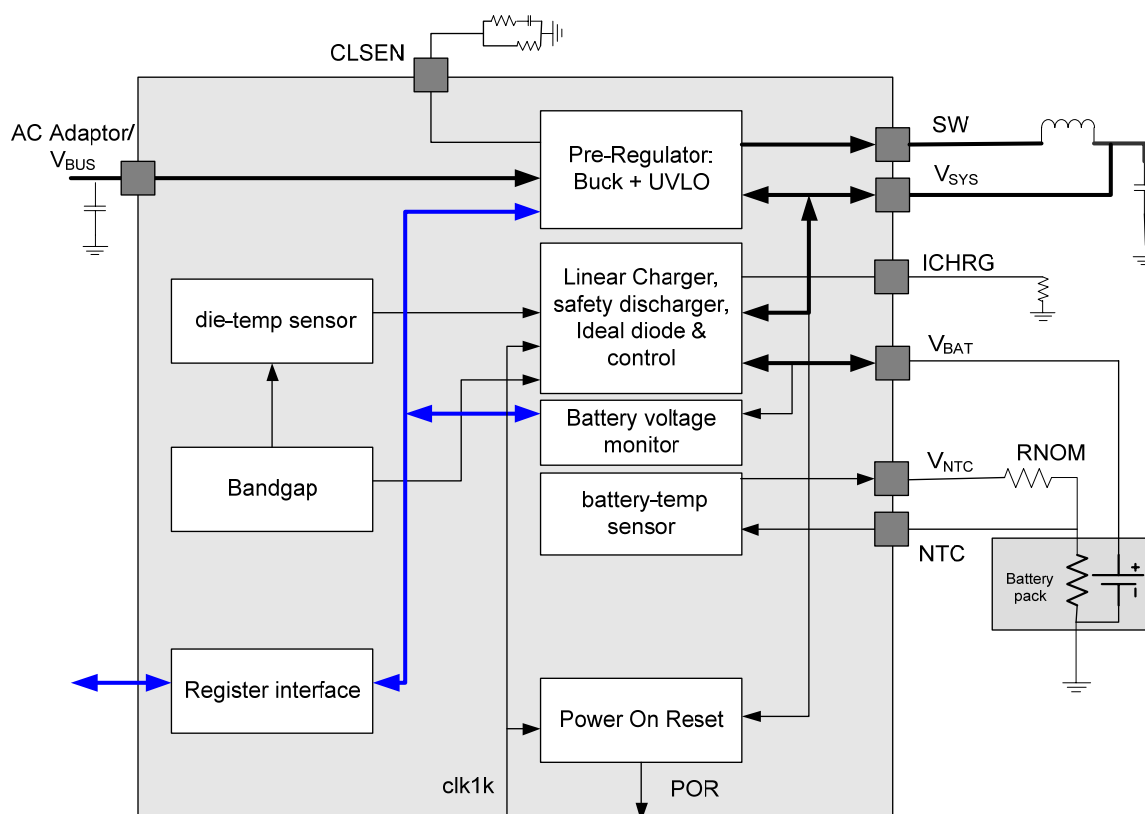 CLSEN
AC Adaptor/
VBUS
Pre-Regulator:
Buck + UVLO
SW
VSYS
die-temp sensor
Linear Charger,
safety discharger,
Ideal diode &
control
ICHRG
VBAT
Battery voltage
monitor
Bandgap
battery-temp
sensor
VNTC
RNOM
NTC
Battery
pack
+
-
Register interface
Power On Reset
clk1k
POR